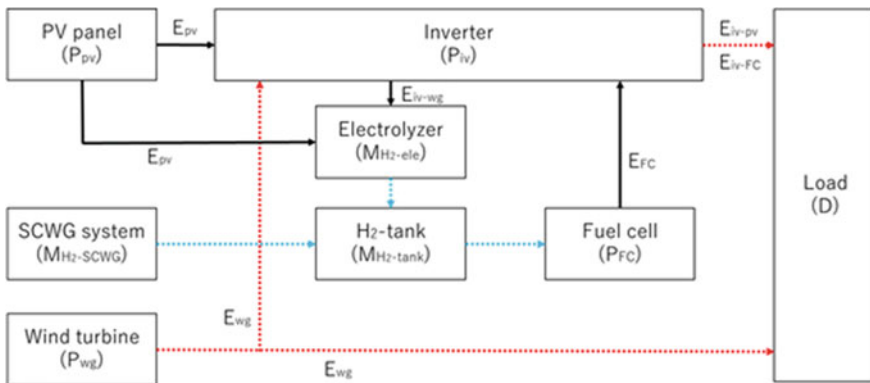 PV panel
(Ppv)
Epv
Inverter
(Piv)
Eiv-pv
Eiv-FC
Eiv-wg
Electrolyzer
(MH2-ele)
Epv
EFC
Load
(D)
SCWG system
(MH2-SCWG)
H2-tank
(MH2-tank)
Fuel cell
(PFC)
Ewg
Wind turbine
(Pwg)
Ewg